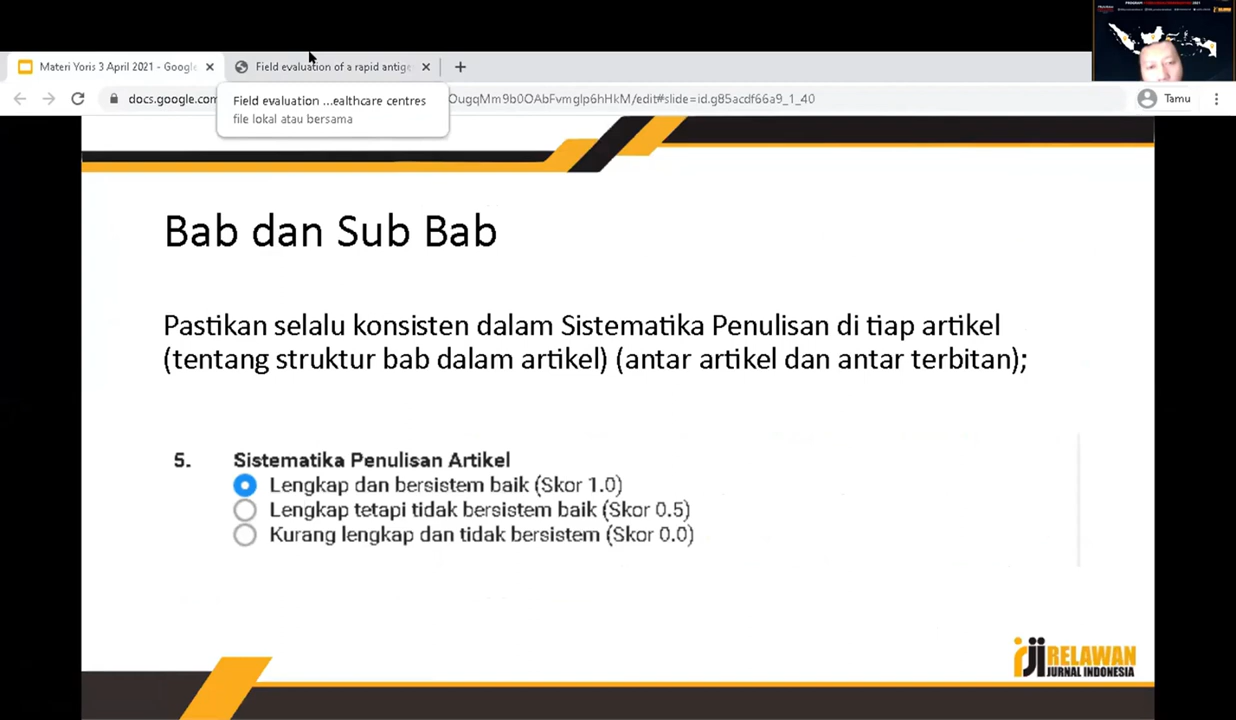 Materi Yoris 3 April 2021 - Google
Field evaluation of a rapid antige
docs.google.com
OugqMm9b0OAbFvmglp6hHkM/edit#slide=id.g85acdf66a9_1_40
Tamu
Field evaluation ...ealthcare centres
file lokal atau bersama
Bab dan Sub Bab
Pastikan selalu konsisten dalam Sistematika Penulisan di tiap artikel
(tentang struktur bab dalam artikel) (antar artikel dan antar terbitan);
5. Sistematika Penulisan Artikel
Lengkap dan bersistem baik (Skor 1.0)
Lengkap tetapi tidak bersistem baik (Skor 0.5)
Kurang lengkap dan tidak bersistem (Skor 0.0)
RELAWAN
JURNAL INDONESIA